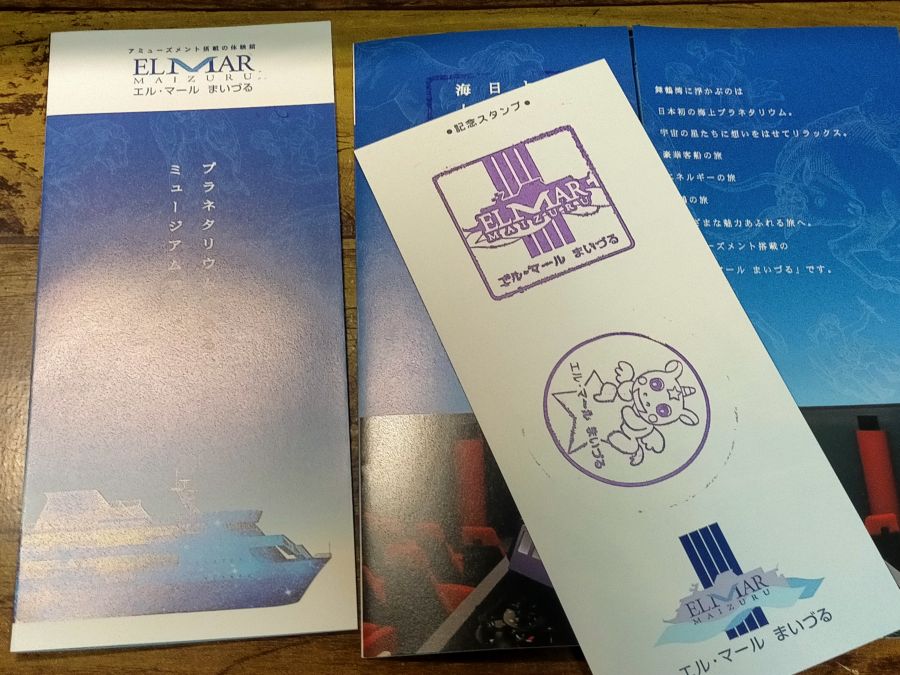 アミューズメント搭載の体験館
ELMAR
MAIZURU
エル・マール まいづる
プラネタリウム
ミュージアム
海
日
舞鶴湾に浮かぶのは
日本初の海上プラネタリウム。
宇宙の星たちに想いをはせてリラックス。
豪華客船の旅
エネルギーの旅
の旅
ざまな魅力あふれる旅へ。
ーズメント搭載の
ール まいづる」です。
•記念スタンプ•
ELMAR
MAIZURU
エル・マール まいづる
エル・マール まいづる
ELMAR
MAIZURU
エル・マール まいづる